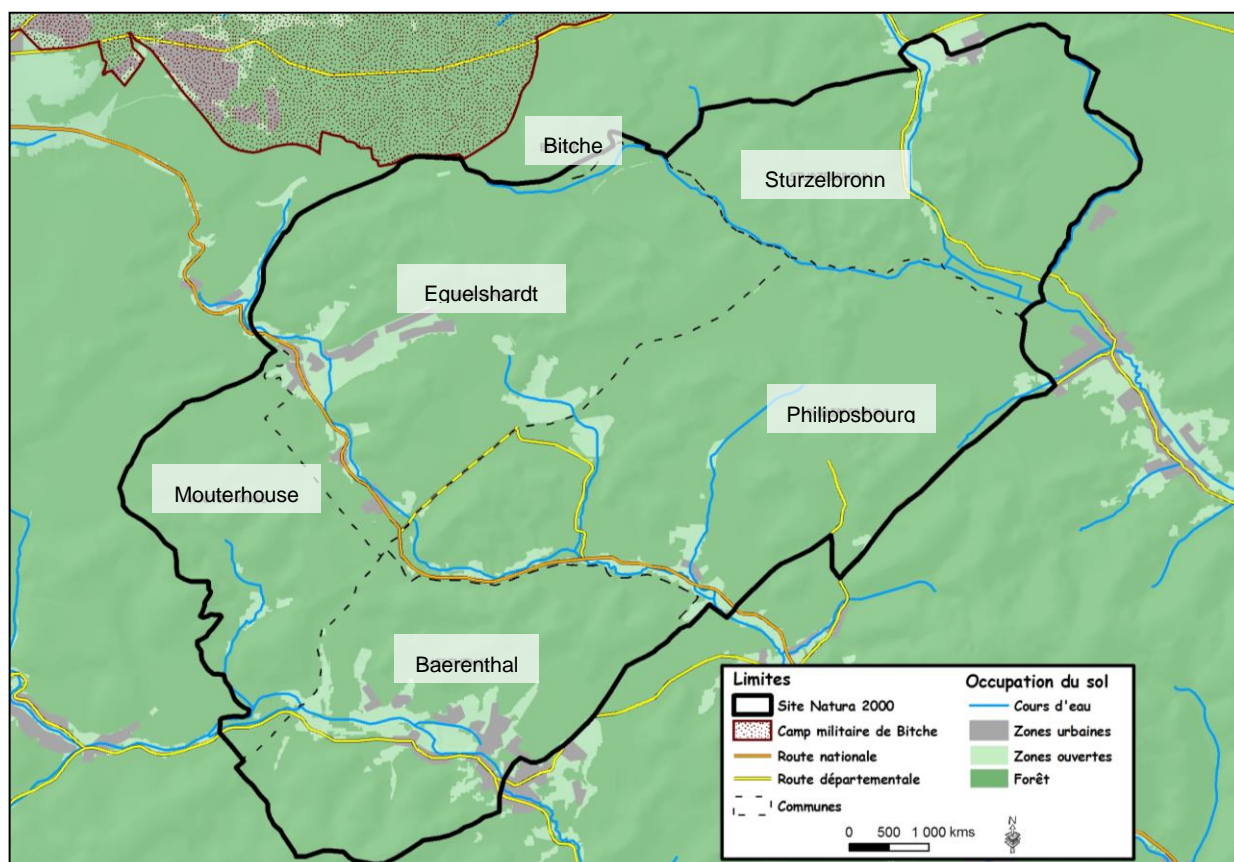 Bitche
Sturzelbronn
Eguelshardt
Philippsbourg
Mouterhouse
Baerenthal
Limites
Site Natura 2000
Camp militaire de Bitche
Route nationale
Route départementale
Communes
0 500 1 000 kms
Occupation du sol
Cours d'eau
Zones urbaines
Zones ouvertes
Forêt
N